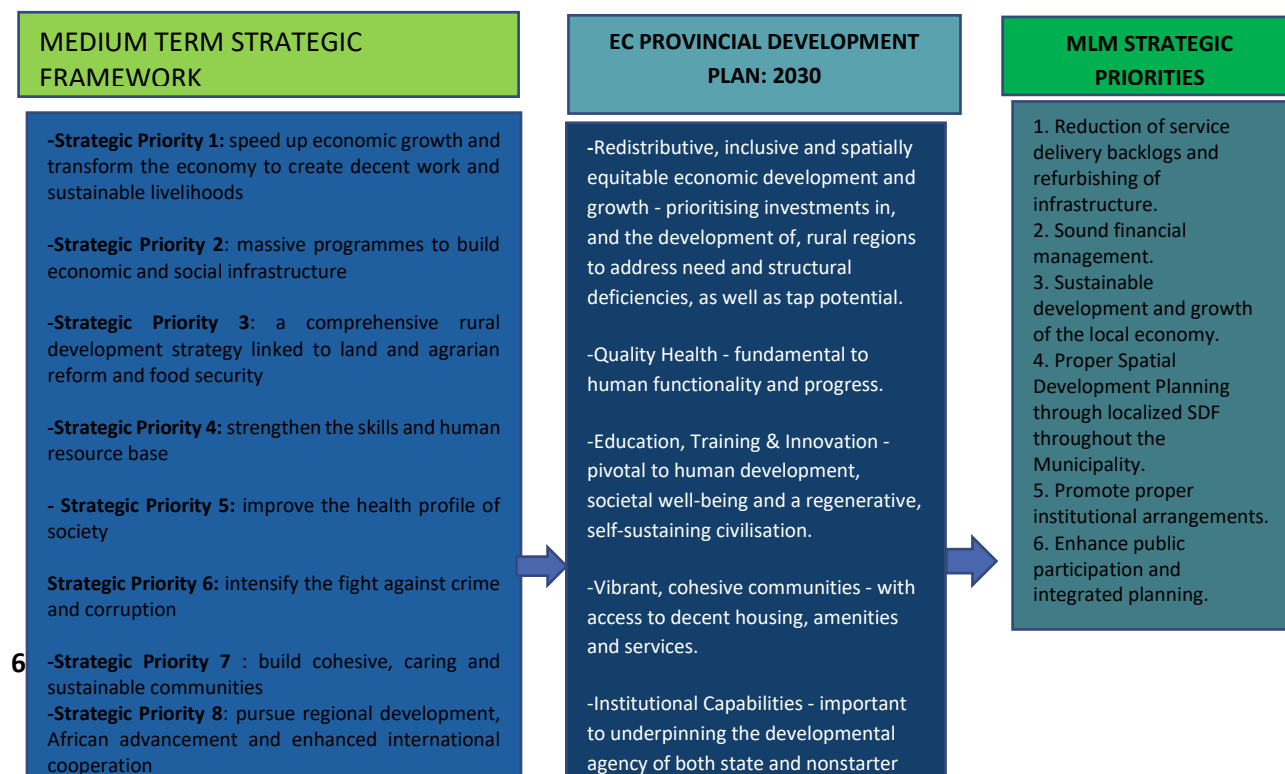 MEDIUM TERM STRATEGIC
FRAMEWORK
-Strategic Priority 1: speed up economic growth and
transform the economy to create decent work and
sustainable livelihoods
-Strategic Priority 2: massive programmes to build
economic and social infrastructure
-Strategic Priority 3: a comprehensive rural
development strategy linked to land and agrarian
reform and food security
-Strategic Priority 4: strengthen the skills and human
resource base
- Strategic Priority 5: improve the health profile of
society
Strategic Priority 6: intensify the fight against crime
and corruption
6
-Strategic Priority 7 : build cohesive, caring and
sustainable communities
-Strategic Priority 8: pursue regional development,
African advancement and enhanced international
cooperation
EC PROVINCIAL DEVELOPMENT
PLAN: 2030
-Redistributive, inclusive and spatially
equitable economic development and
growth - prioritising investments in,
and the development of, rural regions
to address need and structural
deficiencies, as well as tap potential.
-Quality Health - fundamental to
human functionality and progress.
-Education, Training & Innovation -
pivotal to human development,
societal well-being and a regenerative,
self-sustaining civilisation.
-Vibrant, cohesive communities - with
access to decent housing, amenities
and services.
-Institutional Capabilities - important
to underpinning the developmental
agency of both state and nonstarter
MLM STRATEGIC
PRIORITIES
1. Reduction of service
delivery backlogs and
refurbishing of
infrastructure.
2. Sound financial
management.
3. Sustainable
development and growth
of the local economy.
4. Proper Spatial
Development Planning
through localized SDF
throughout the
Municipality.
5. Promote proper
institutional arrangements.
6. Enhance public
participation and
integrated planning.